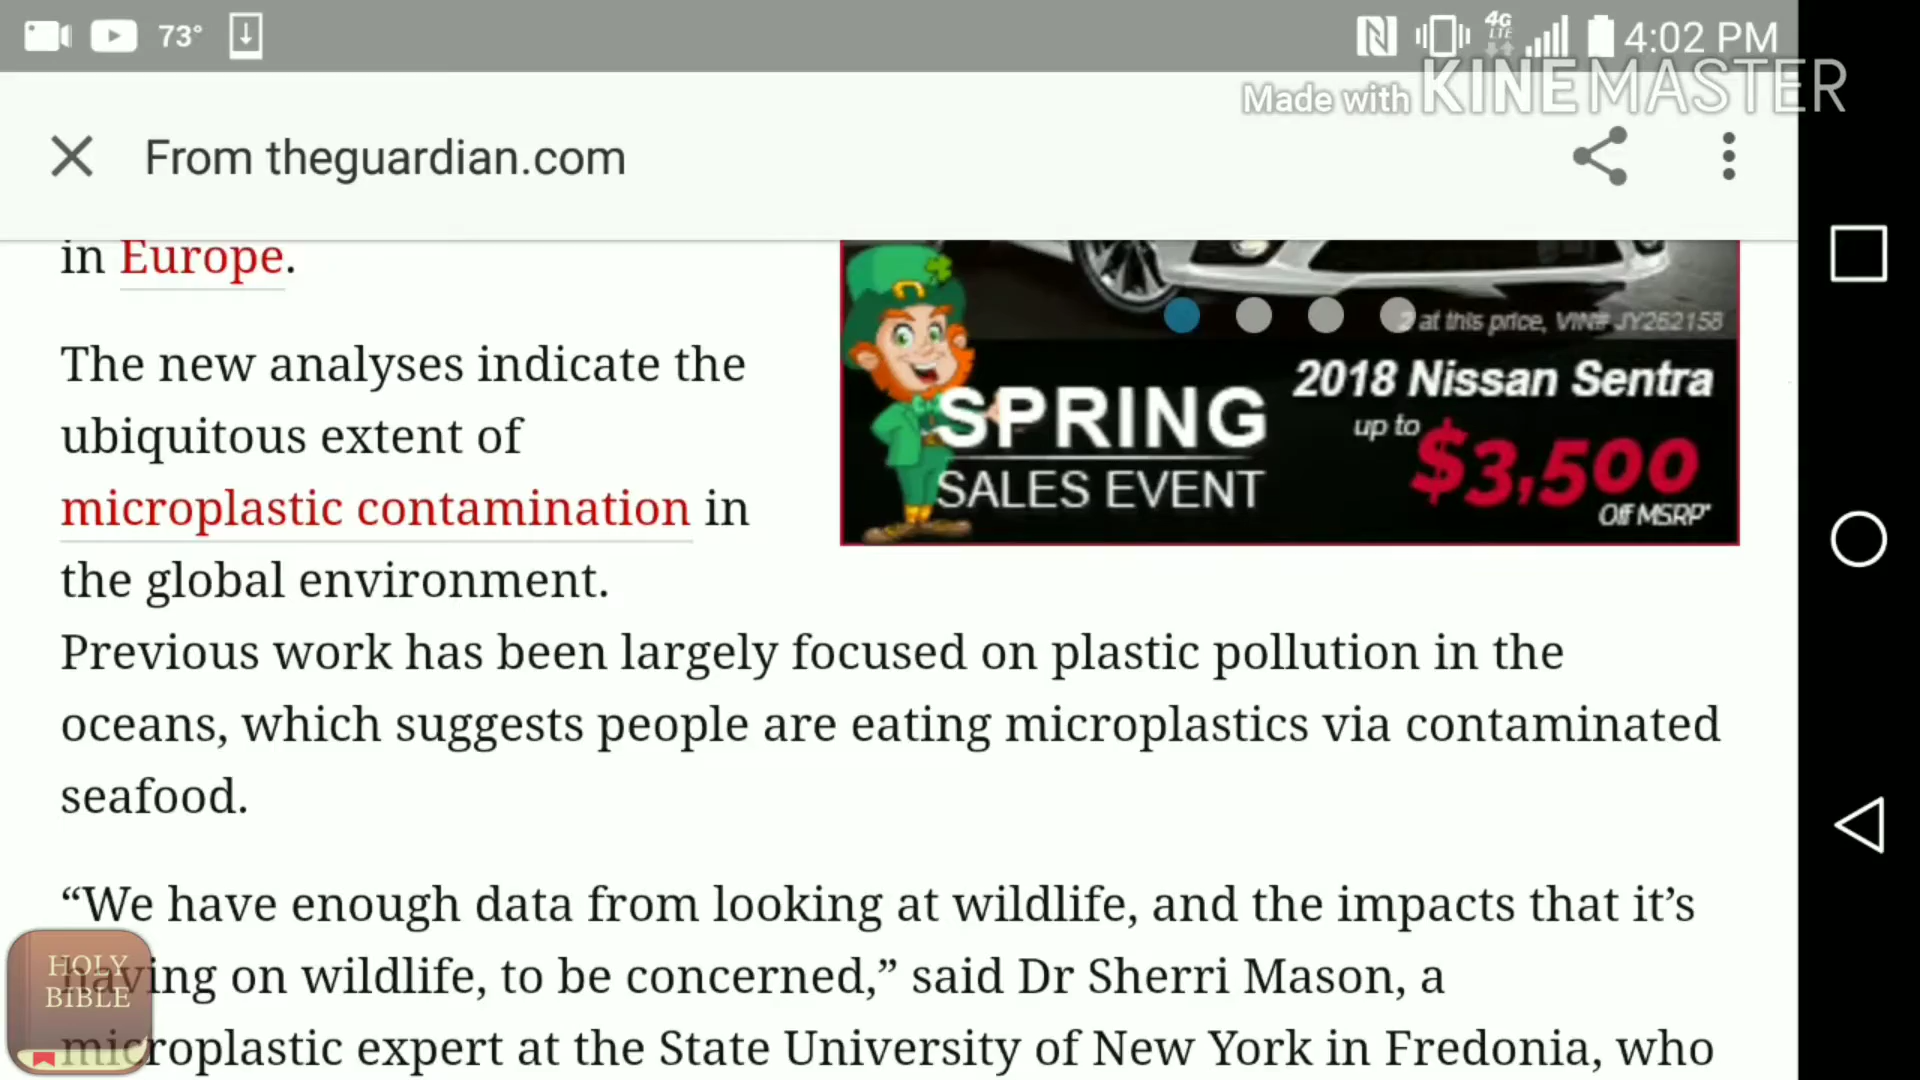 73°
4G
LTE
4:02 PM
Made with KINEMASTER
From theguardian.com
in Europe.
The new analyses indicate the
ubiquitous extent of
microplastic contamination in
the global environment.
Previous work has been largely focused on plastic pollution in the
oceans, which suggests people are eating microplastics via contaminated
seafood.
“We have enough data from looking at wildlife, and the impacts that it’s
having on wildlife, to be concerned,” said Dr Sherri Mason, a
microplastic expert at the State University of New York in Fredonia, who
2 at this price, VIN# JY262158
2018 Nissan Sentra
up to
$3,500
Off MSRP*
SPRING
SALES EVENT
HOLY
BIBLE